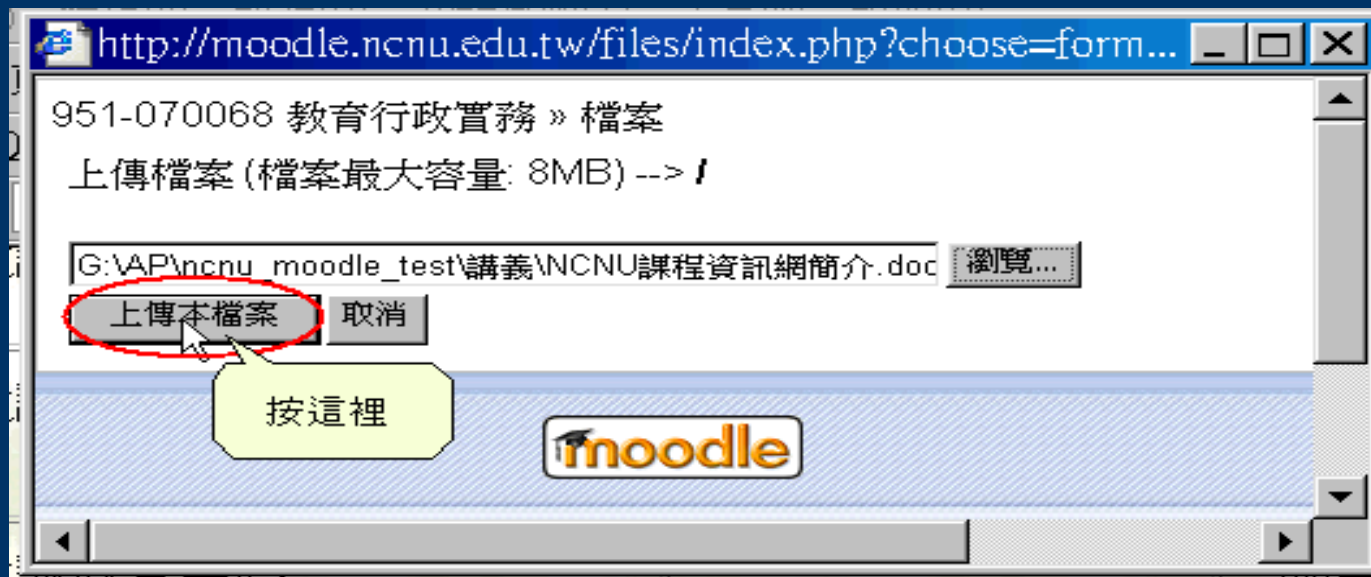 http://moodle.ncnu.edu.tw/files/index.php?choose=form...
951-070068 教育行政實務 » 檔案
上傳檔案 (檔案最大容量: 8MB) --> /
G:\AP\ncnu_moodle_test\講義\NCNU課程資訊網簡介.doc 瀏覽...
上傳本檔案 取消
按這裡
moodle